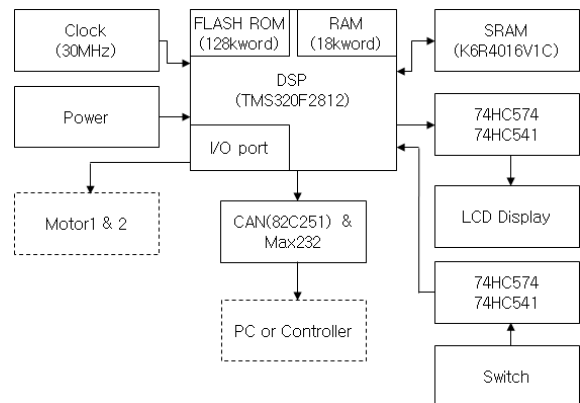 Clock
(30MHz)
FLASH ROM
(128kword)
RAM
(18kword)
SRAM
(K6R4016V1C)
DSP
(TMS320F2812)
Power
I/O port
74HC574
74HC541
Motor1 & 2
CAN(82C251) &
Max232
LCD Display
PC or Controller
74HC574
74HC541
Switch